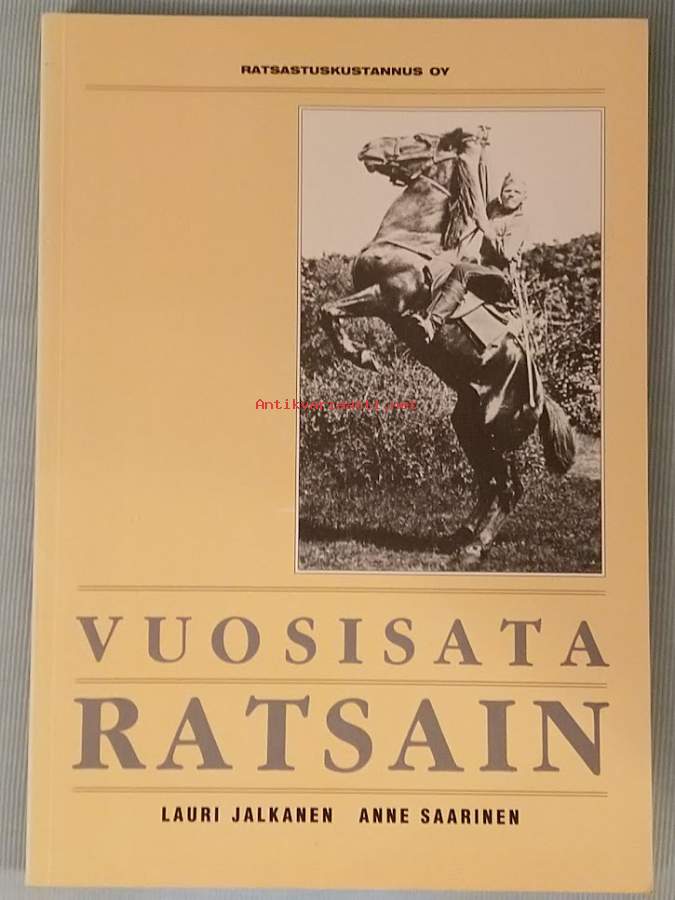 RATSASTUSKUSTANNUS OY
Antikvariaatti.net
VUOSISATA
RATSAIN
LAURI JALKANEN ANNE SAARINEN